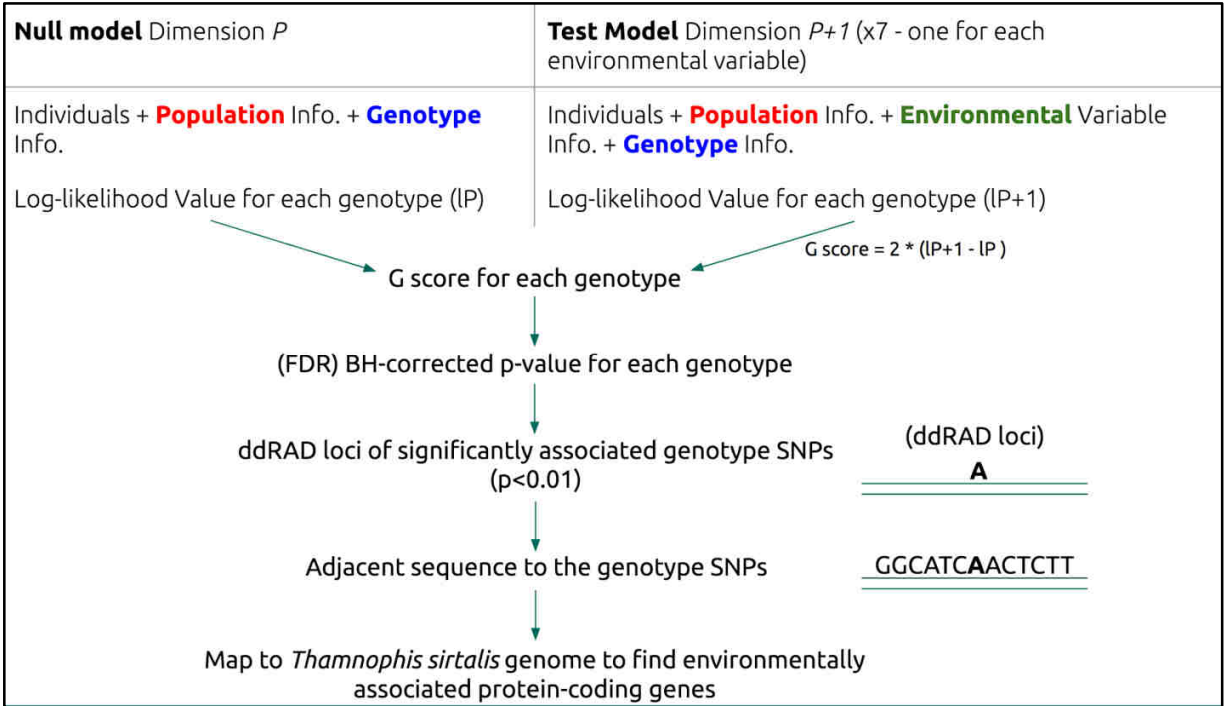 Null model Dimension P
Test Model Dimension P+1 (x7 - one for each
environmental variable)
Individuals + Population Info. + Genotype
Info.
Individuals + Population Info. + Environmental Variable
Info. + Genotype Info.
Log-likelihood Value for each genotype (lP)
Log-likelihood Value for each genotype (lP+1)
G score = 2 * (lP+1 - lP )
G score for each genotype
(FDR) BH-corrected p-value for each genotype
ddRAD loci of significantly associated genotype SNPs
(p<0.01)
(ddRAD loci)
A
Adjacent sequence to the genotype SNPs
GGCATCAACTCTT
Map to Thamnophis sirtalis genome to find environmentally
associated protein-coding genes